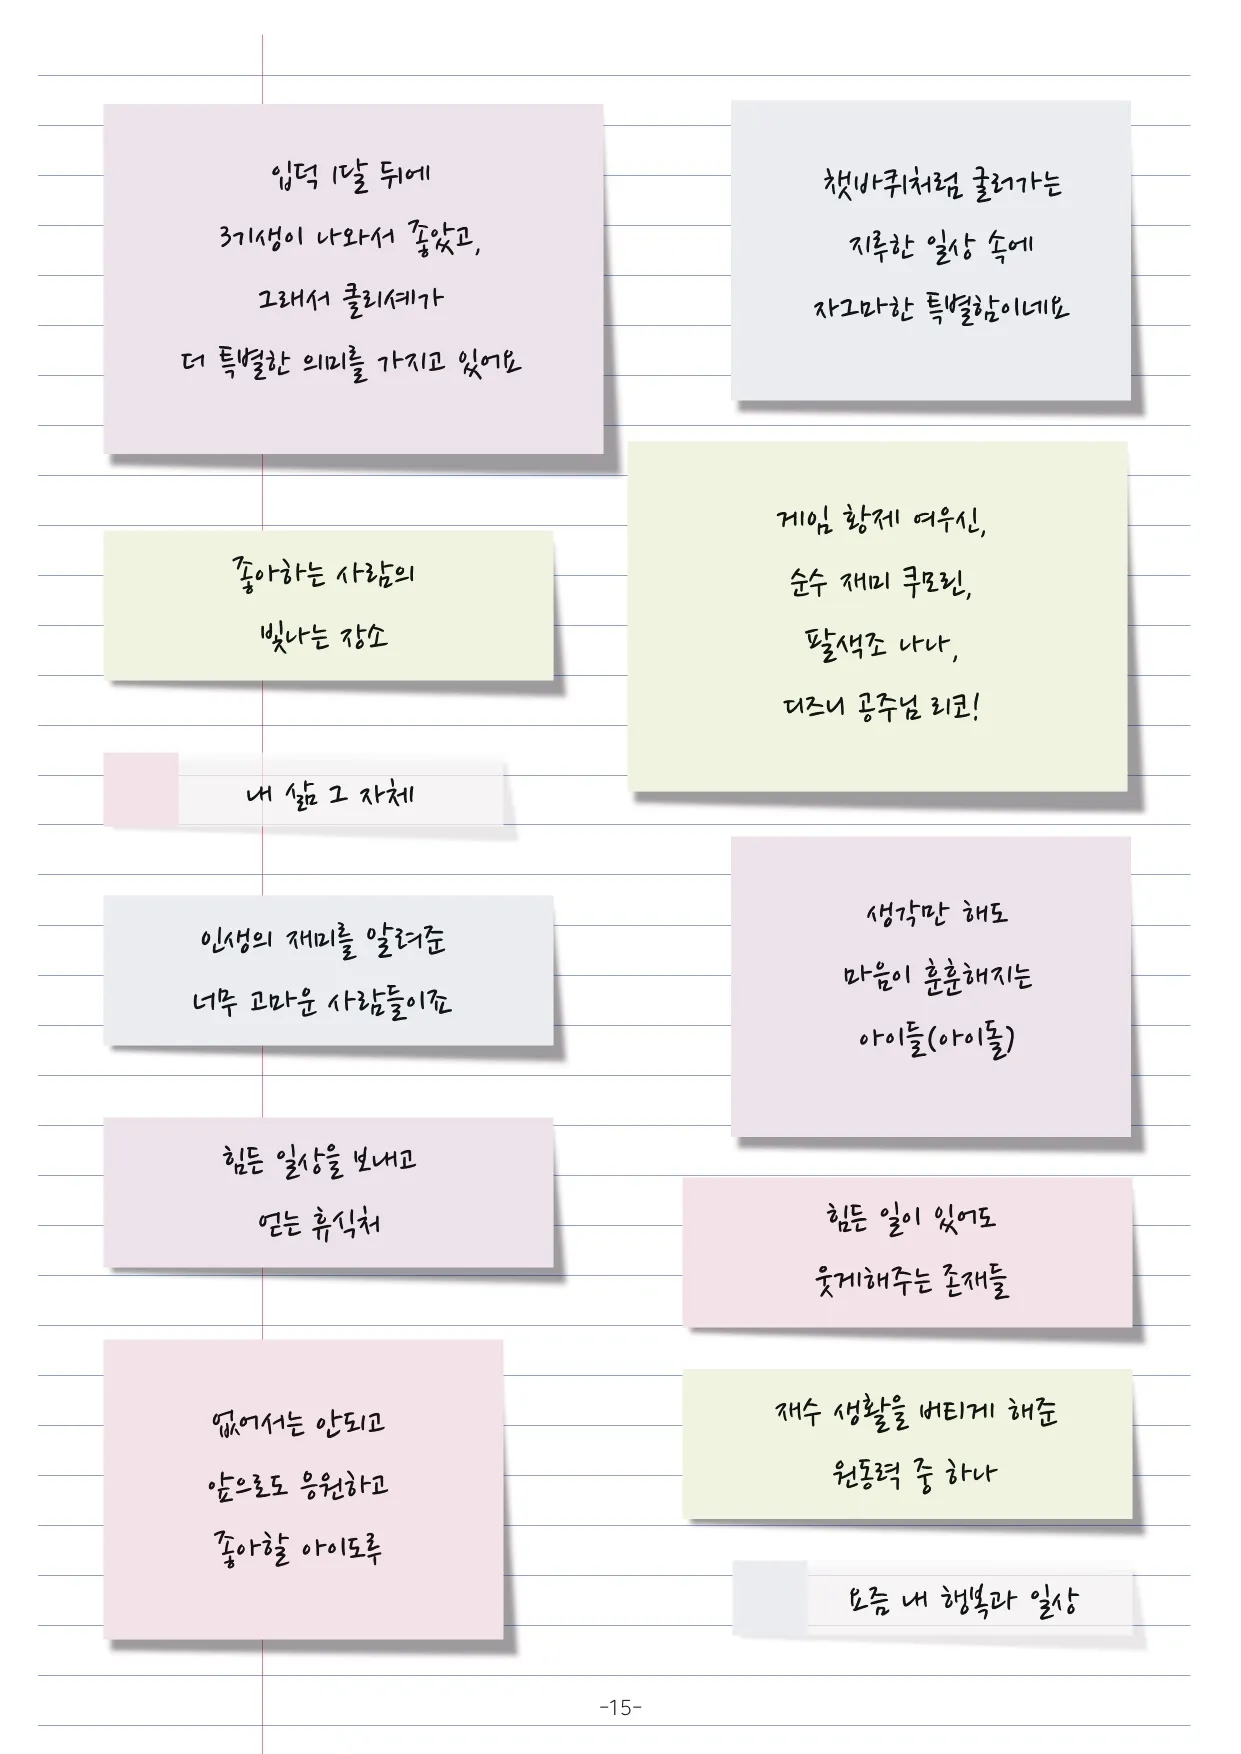 입덕 1달 뒤에
3기생이 나와서 좋았고,
그래서 클리셰가
더 특별한 의미를 가지고 있어요
챗바퀴처럼 굴러가는
지루한 일상 속에
자그마한 특별함이네요
좋아하는 사람의
빛나는 장소
게임 황제 여우신,
순수 재미 쿠모린,
팔색조 나나,
디즈니 공주님 리코!
내 삶 그 자체
인생의 재미를 알려준
너무 고마운 사람들이죠
생각만 해도
마음이 훈훈해지는
아이들(아이돌)
힘든 일상을 보내고
얻는 휴식처
힘든 일이 있어도
웃게해주는 존재들
없어서는 안되고
앞으로도 응원하고
좋아할 아이도루
재수 생활을 버티게 해준
원동력 중 하나
요즘 내 행복과 일상
-15-